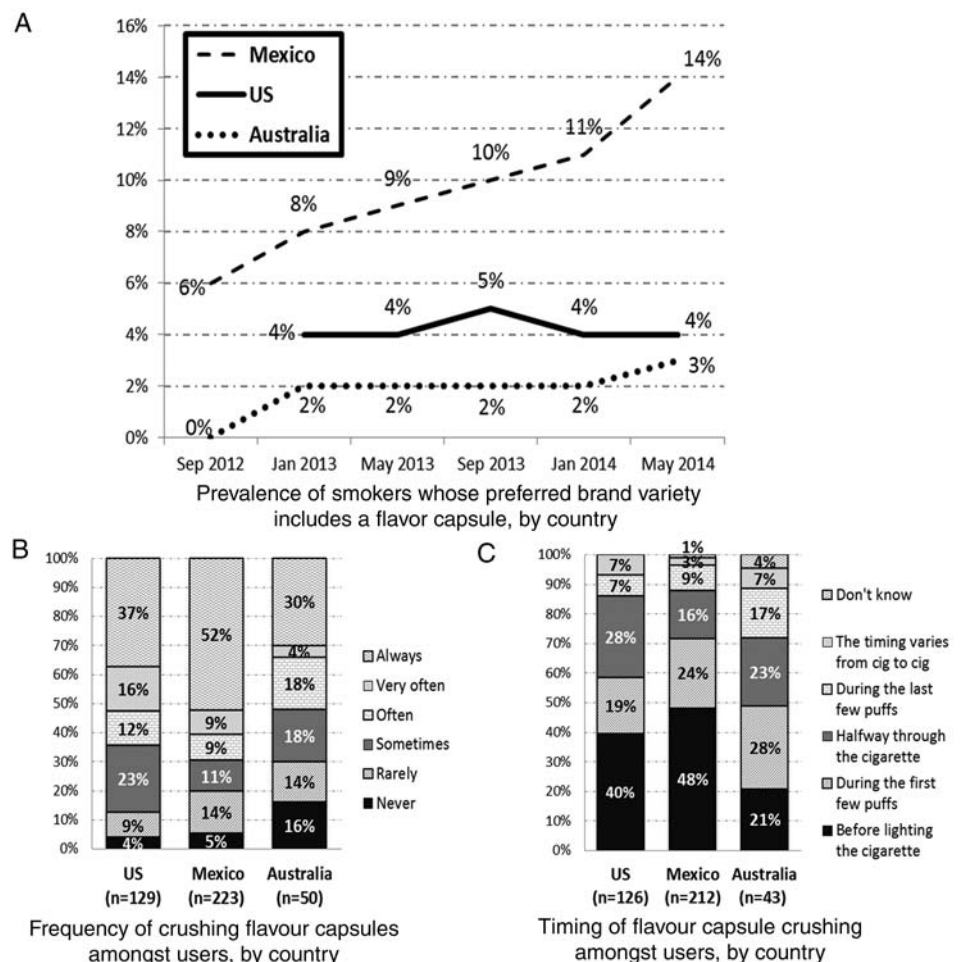 A
16%
14%
12%
10%
8%
6%
4%
2%
0%
Mexico
US
Australia
6%
8%
9%
10%
11%
14%
4%
4%
5%
4%
4%
0%
2%
2%
2%
2%
3%
Sep 2012 Jan 2013 May 2013 Sep 2013 Jan 2014 May 2014
Prevalence of smokers whose preferred brand variety
includes a flavor capsule, by country
B
100%
90%
80%
70%
60%
50%
40%
30%
20%
10%
0%
37%
16%
12%
23%
9%
4%
52%
9%
9%
11%
14%
5%
30%
4%
18%
18%
14%
16%
Always
Very often
Often
Sometimes
Rarely
Never
US Mexico Australia
(n=129) (n=223) (n=50)
Frequency of crushing flavour capsules
amongst users, by country
C
100%
90%
80%
70%
60%
50%
40%
30%
20%
10%
0%
7%
7%
28%
19%
40%
1%
3%
9%
16%
24%
48%
4%
7%
17%
23%
28%
21%
Don't know
The timing varies
from cig to cig
During the last
few puffs
Halfway through
the cigarette
During the first
few puffs
Before lighting
the cigarette
US Mexico Australia
(n=126) (n=212) (n=43)
Timing of flavour capsule crushing
amongst users, by country